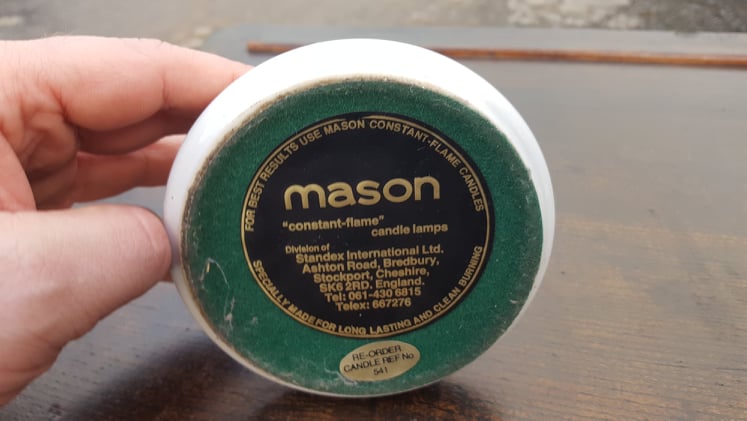 FOR BEST RESULTS USE MASON CONSTANT-FLAME CANDLES
mason
"constant-flame"
candle lamps
Division of
Standex International Ltd.
Ashton Road, Bredbury,
Stockport, Cheshire,
SK6 2RD. England.
Tel: 061-430 6815
Telex: 667276
SPECIALLY MADE FOR LONG LASTING AND CLEAN BURNING
RE-ORDER
CANDLE REF No
541